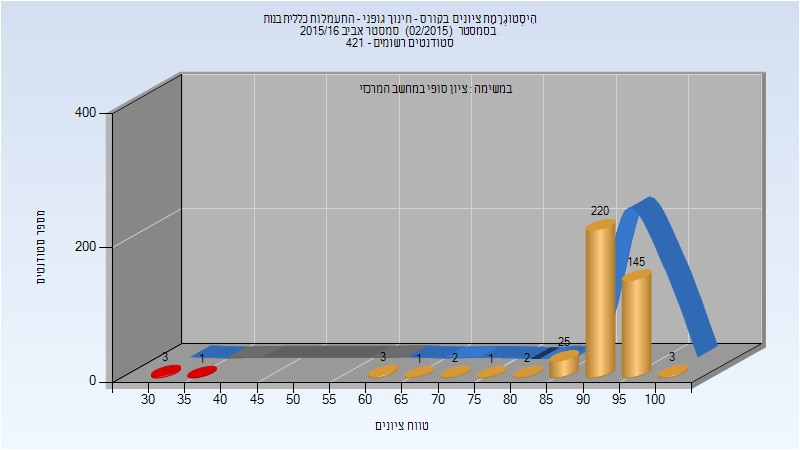 הִיסְטוֹגְרָמַת ציונים בקורס - חינוך גופני - התעמלות כללית בנות
בסמסטר (02/2015) סמסטר אביב 2015/16
סטודנטים רשומים - 421
במשימה : ציון סופי במחשב המרכזי
מספר סטודנטים
400
200
0
3 1 3 1 2 1 2 25 220 145 3
30 35 40 45 50 55 60 65 70 75 80 85 90 95 100
טווח ציונים